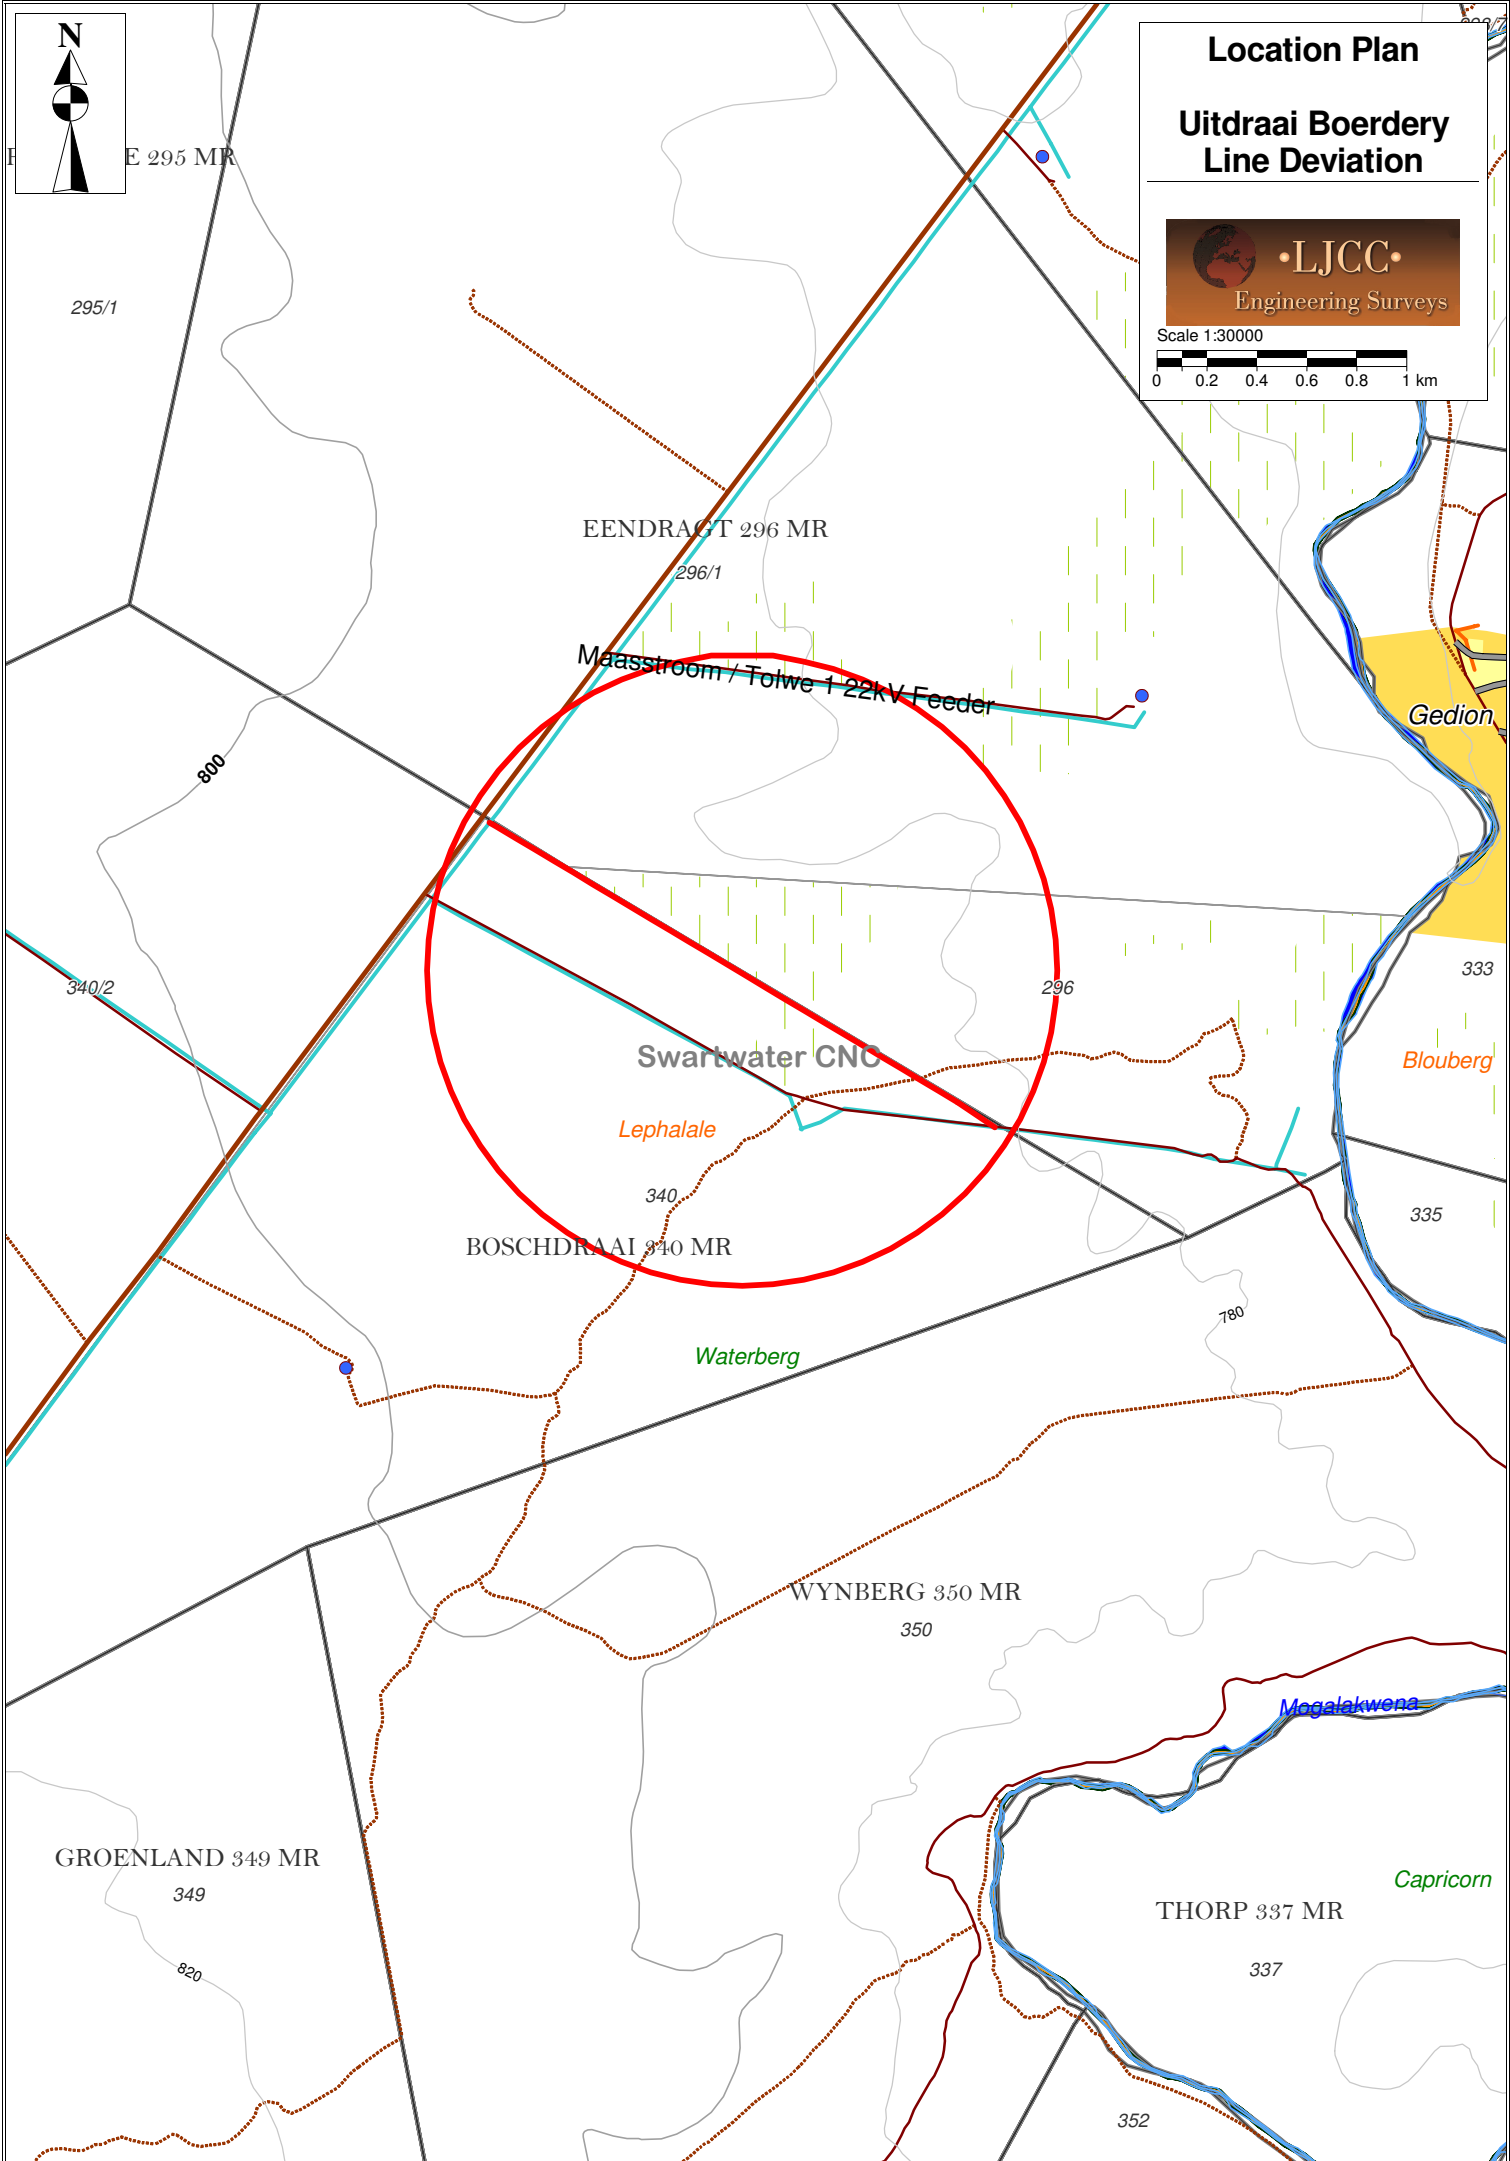 N
Location Plan
Uitdraai Boerdery
Line Deviation
•LJCC•
Engineering Surveys
Scale 1:30000
0 0.2 0.4 0.6 0.8 1 km
E 295 MR
295/1
EENDRAGT 296 MR
296/1
Maasstroom / Tolwe 1 22kV Feeder
Gedion
800
333
340/2
296
Swartwater CNC
Blouberg
Lephalale
340
335
BOSCHDRAAI 340 MR
780
Waterberg
WYNBERG 350 MR
350
Mogalakwena
GROENLAND 349 MR
349
Capricorn
THORP 337 MR
337
820
352